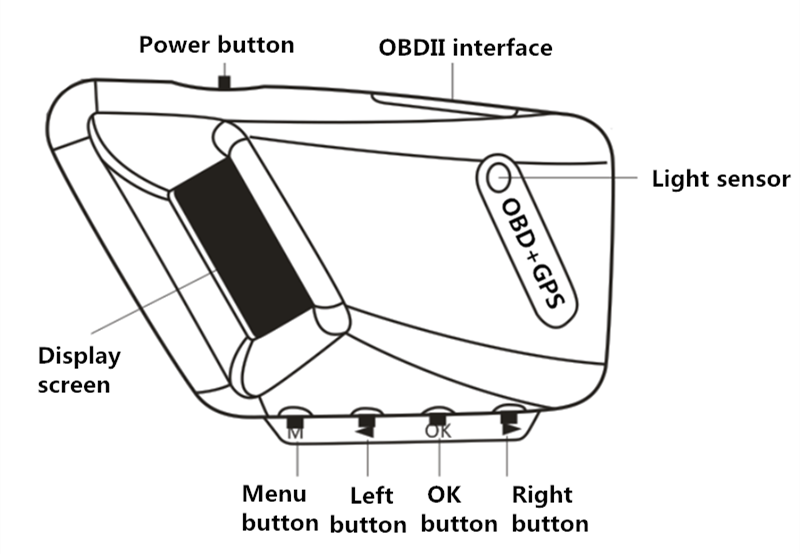 Power button
OBDII interface
Light sensor
OBD+GPS
Display
screen
M
OK
Menu
button
Left
button
OK
button
Right
button